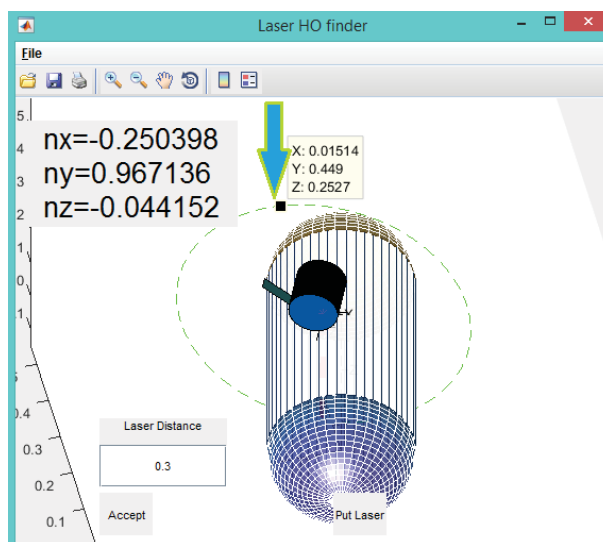 Laser HO finder
File
5
4
3
2
1
0
.1
nx=-0.250398
ny=0.967136
nz=-0.044152
X: 0.01514
Y: 0.449
Z: 0.2527
0.4
0.3
0.2
0.1
Laser Distance
0.3
Accept
Put Laser